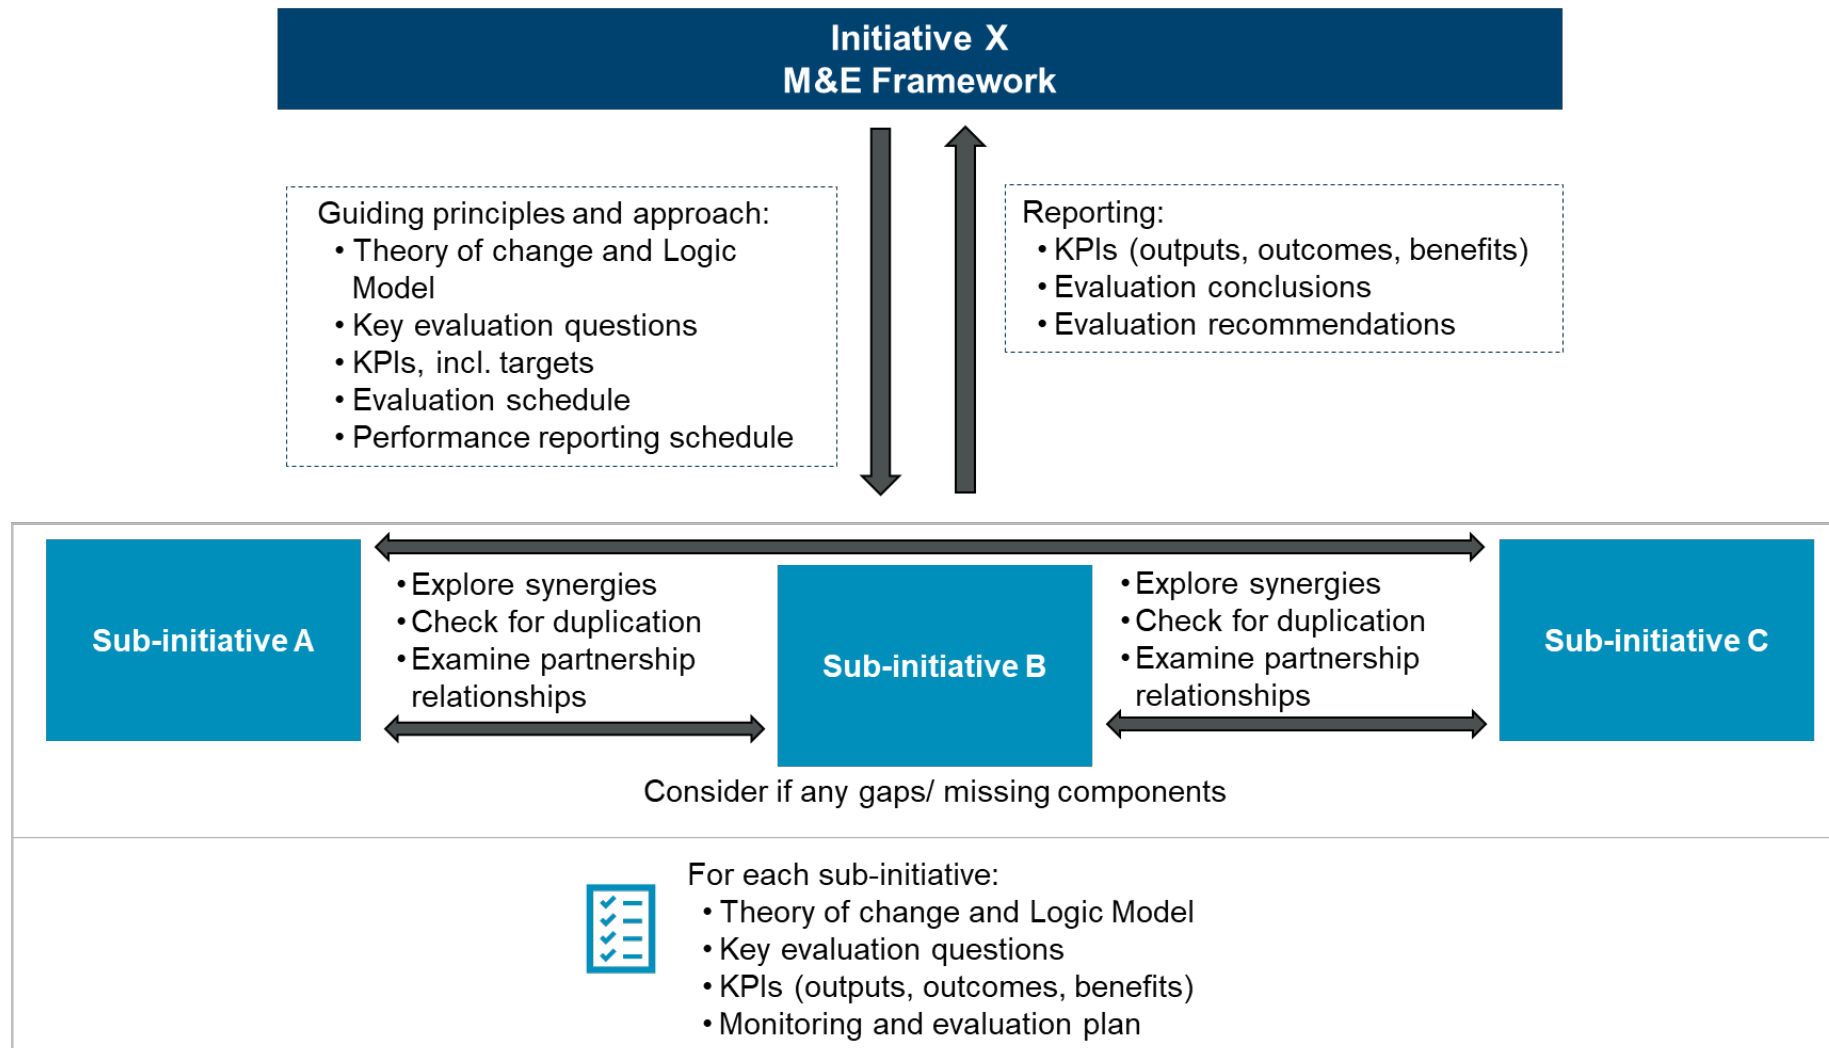 Initiative X
M&E Framework
Guiding principles and approach:
• Theory of change and Logic
Model
• Key evaluation questions
• KPIs, incl. targets
• Evaluation schedule
• Performance reporting schedule
Reporting:
• KPIs (outputs, outcomes, benefits)
• Evaluation conclusions
• Evaluation recommendations
Sub-initiative A
• Explore synergies
• Check for duplication
• Examine partnership
relationships
Sub-initiative B
• Explore synergies
• Check for duplication
• Examine partnership
relationships
Sub-initiative C
Consider if any gaps/ missing components
For each sub-initiative:
• Theory of change and Logic Model
• Key evaluation questions
• KPIs (outputs, outcomes, benefits)
• Monitoring and evaluation plan